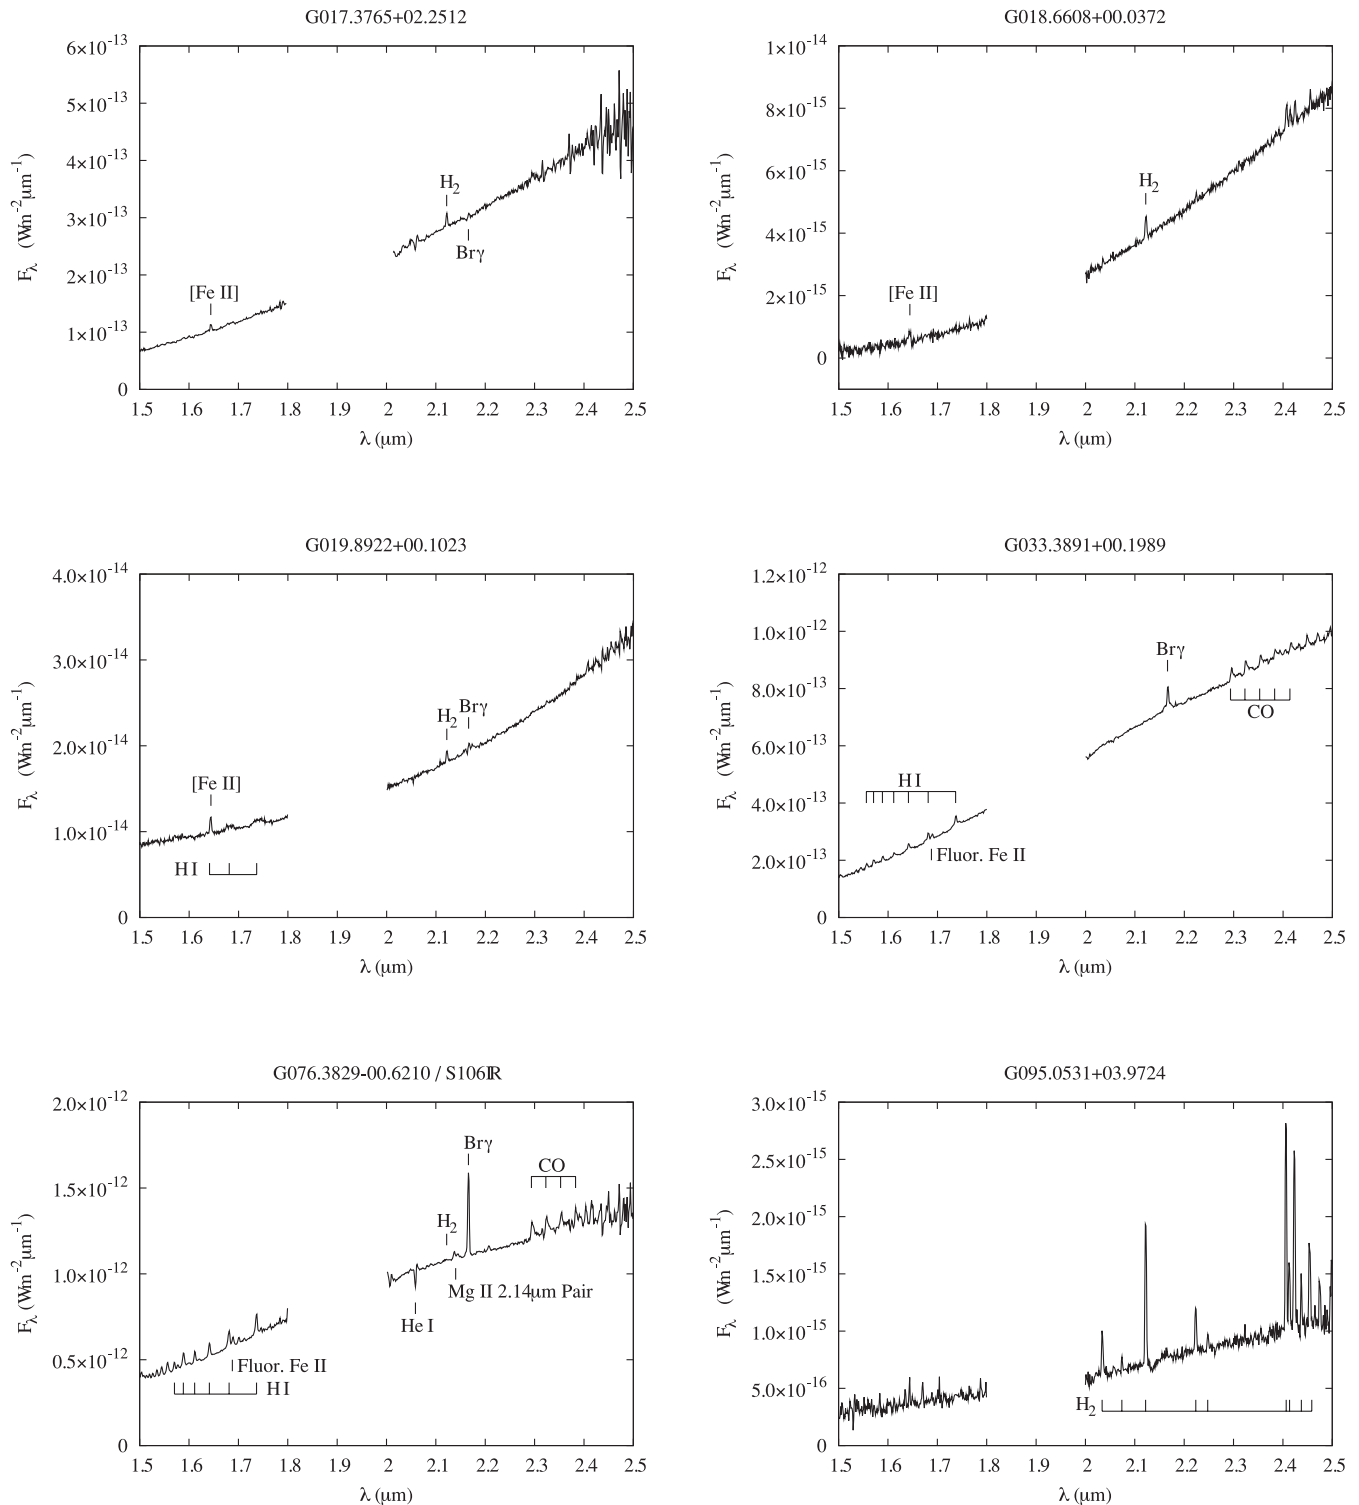 G017.3765+02.2512
6×10⁻¹³
5×10⁻¹³
4×10⁻¹³
3×10⁻¹³
2×10⁻¹³
1×10⁻¹³
0
F_λ (Wm⁻²μm⁻¹)
[Fe II]
H₂
Brγ
1.5 1.6 1.7 1.8 1.9 2 2.1 2.2 2.3 2.4 2.5
λ (μm)
G018.6608+00.0372
1×10⁻¹⁴
8×10⁻¹⁵
6×10⁻¹⁵
4×10⁻¹⁵
2×10⁻¹⁵
0
F_λ (Wm⁻²μm⁻¹)
[Fe II]
H₂
1.5 1.6 1.7 1.8 1.9 2 2.1 2.2 2.3 2.4 2.5
λ (μm)
G019.8922+00.1023
4.0×10⁻¹⁴
3.0×10⁻¹⁴
2.0×10⁻¹⁴
1.0×10⁻¹⁴
0
F_λ (Wm⁻²μm⁻¹)
[Fe II]
H I
H₂
Brγ
1.5 1.6 1.7 1.8 1.9 2 2.1 2.2 2.3 2.4 2.5
λ (μm)
G033.3891+00.1989
1.2×10⁻¹²
1.0×10⁻¹²
8.0×10⁻¹³
6.0×10⁻¹³
4.0×10⁻¹³
2.0×10⁻¹³
0
F_λ (Wm⁻²μm⁻¹)
H I
Fluor. Fe II
Brγ
CO
1.5 1.6 1.7 1.8 1.9 2 2.1 2.2 2.3 2.4 2.5
λ (μm)
G076.3829-00.6210 / S106IR
2.0×10⁻¹²
1.5×10⁻¹²
1.0×10⁻¹²
0.5×10⁻¹²
0
F_λ (Wm⁻²μm⁻¹)
Fluor. Fe II
H I
Brγ
H₂
CO
Mg II 2.14μm Pair
He I
1.5 1.6 1.7 1.8 1.9 2 2.1 2.2 2.3 2.4 2.5
λ (μm)
G095.0531+03.9724
3.0×10⁻¹⁵
2.5×10⁻¹⁵
2.0×10⁻¹⁵
1.5×10⁻¹⁵
1.0×10⁻¹⁵
5.0×10⁻¹⁶
0
F_λ (Wm⁻²μm⁻¹)
H₂
1.5 1.6 1.7 1.8 1.9 2 2.1 2.2 2.3 2.4 2.5
λ (μm)